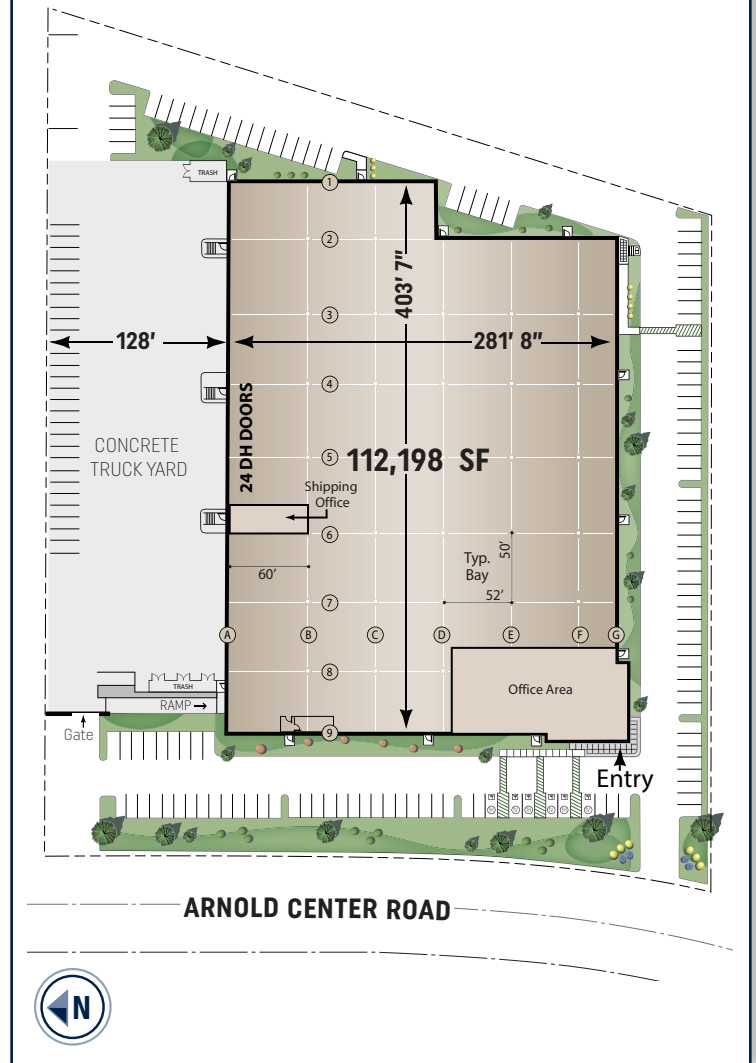 TRASH
1
2
403' 7"
3
128'
281' 8"
4
24 DH DOORS
CONCRETE
TRUCK YARD
5
112,198 SF
Shipping
Office
6
50'
Typ.
Bay
60'
52'
7
A
B
C
D
E
F
G
8
TRASH
Office Area
RAMP
Gate
9
Entry
ARNOLD CENTER ROAD
N